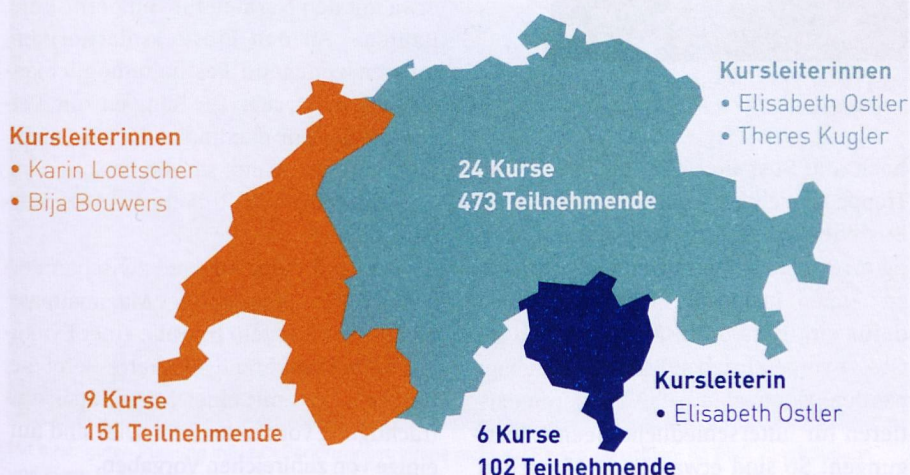 Kursleiterinnen
• Elisabeth Ostler
• Theres Kugler
Kursleiterinnen
• Karin Loetscher
• Bija Bouwers
24 Kurse
473 Teilnehmende
9 Kurse
151 Teilnehmende
Kursleiterin
• Elisabeth Ostler
6 Kurse
102 Teilnehmende